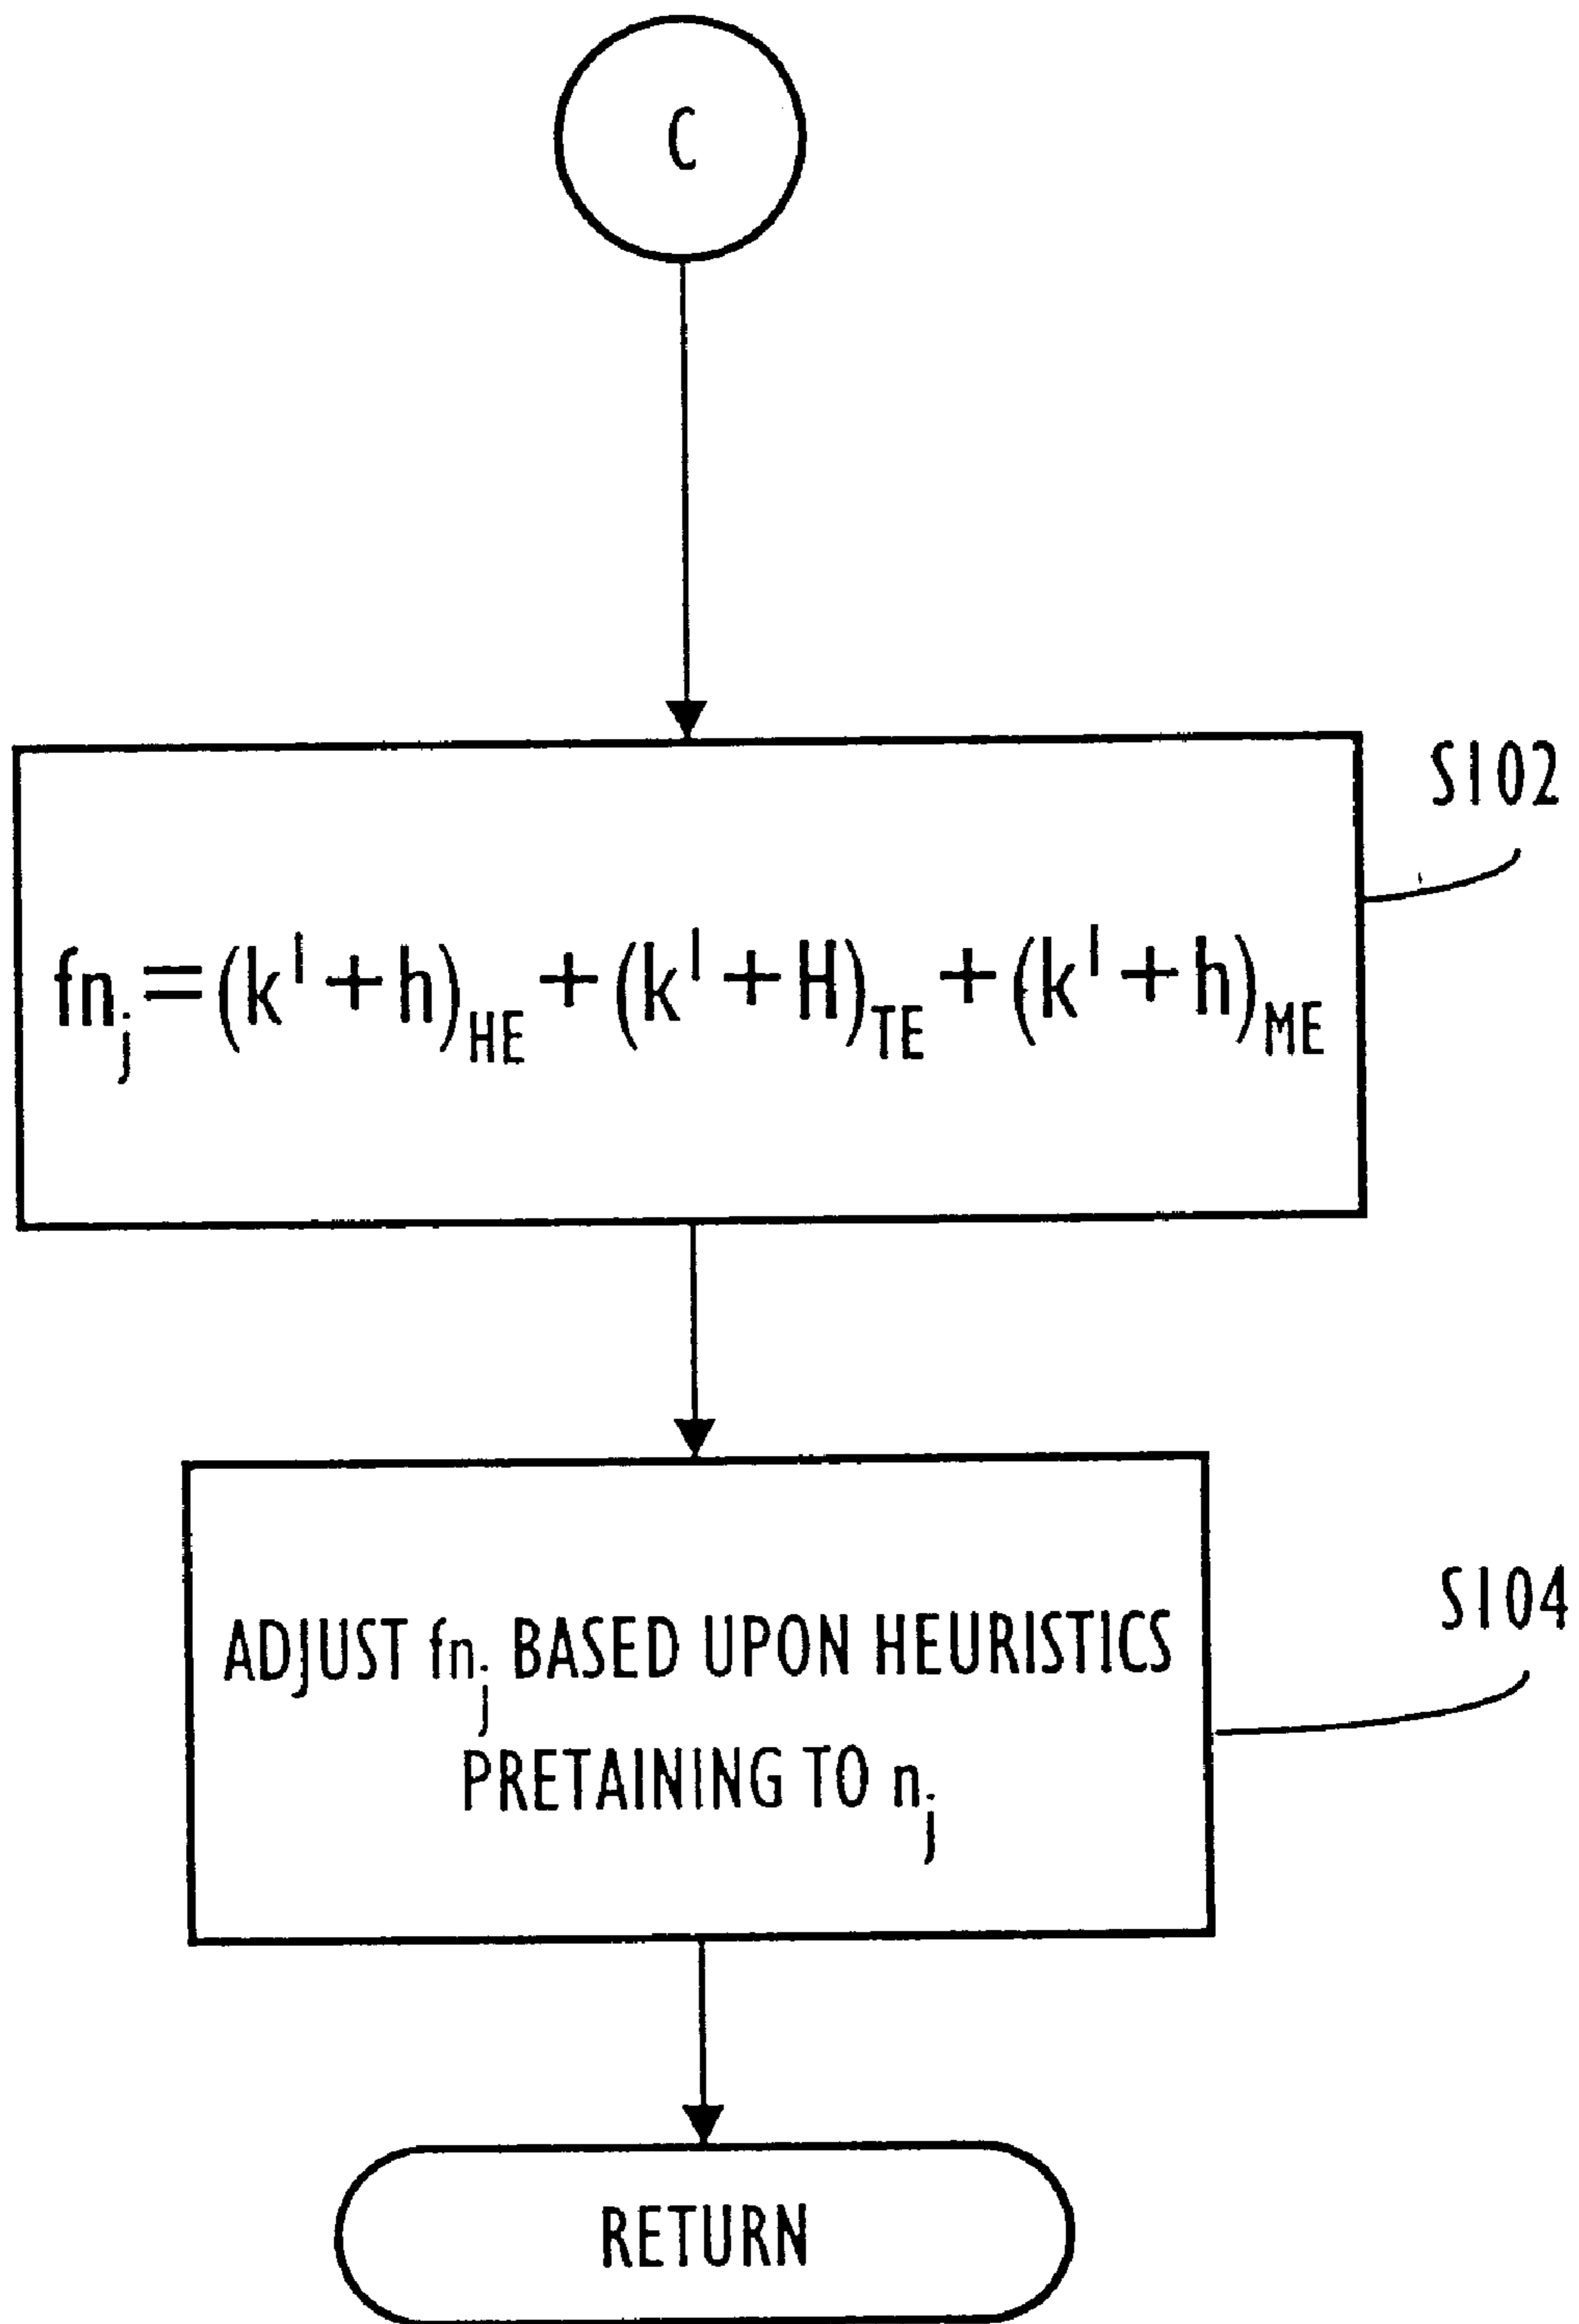 C
S102
fn_j = (k' + h)_HE + (k' + H)_TE + (k' + h)_ME
S104
ADJUST fn_j BASED UPON HEURISTICS
PRETAINING TO n_j
RETURN